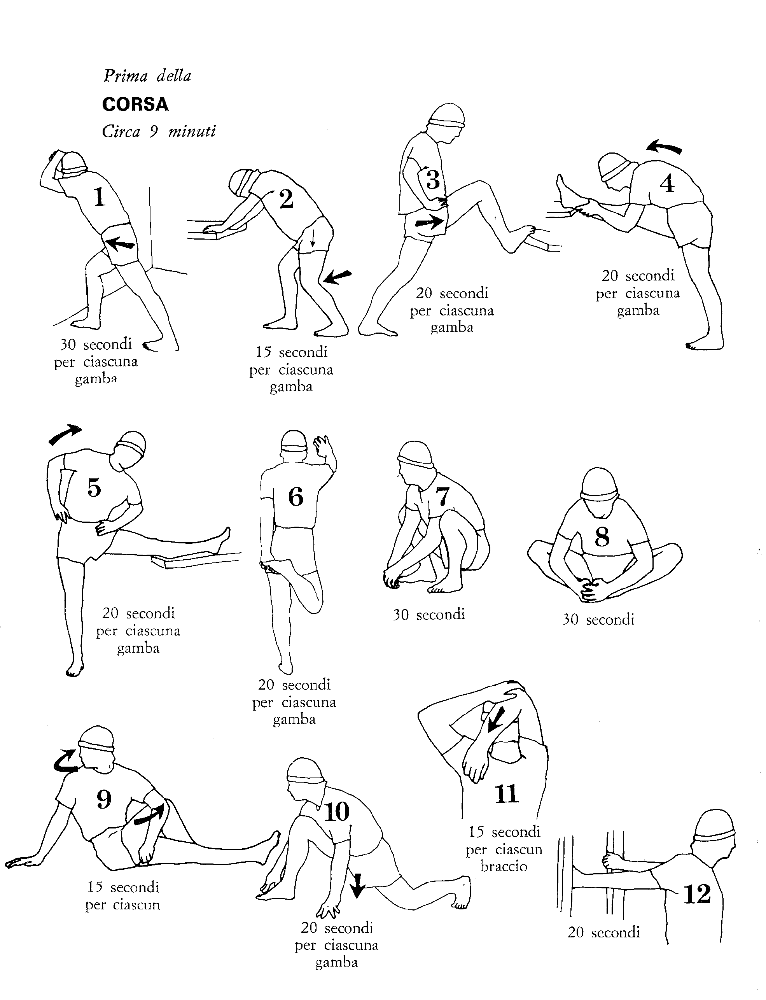 Prima della
CORSA
Circa 9 minuti
1
30 secondi
per ciascuna
gamba
2
15 secondi
per ciascuna
gamba
3
20 secondi
per ciascuna
gamba
4
20 secondi
per ciascuna
gamba
5
20 secondi
per ciascuna
gamba
6
20 secondi
per ciascuna
gamba
7
30 secondi
8
30 secondi
9
15 secondi
per ciascun
10
20 secondi
per ciascuna
gamba
11
15 secondi
per ciascun
braccio
12
20 secondi